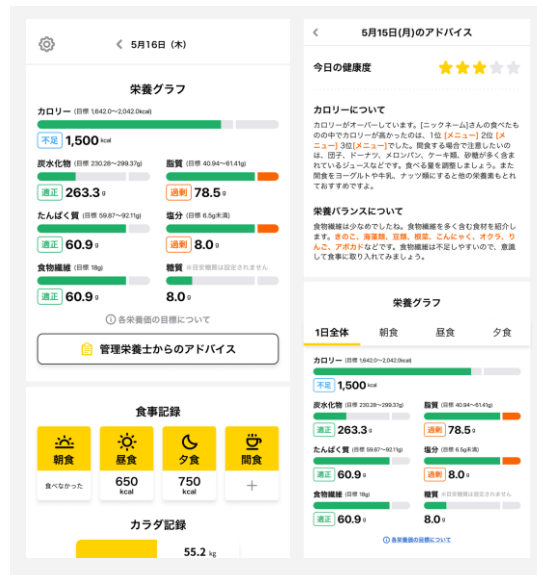 5月16日（木）
栄養グラフ
カロリー (目標 1,642.0〜2,042.0kcal)
不足 1,500 kcal
炭水化物 (目標 230.28〜299.37g)
適正 263.3 g
脂質 (目標 40.94〜61.41g)
過剰 78.5 g
たんぱく質 (目標 59.87〜92.11g)
適正 60.9 g
塩分 (目標 6.5g未満)
過剰 8.0 g
食物繊維 (目標 18g)
適正 60.9 g
糖質 ※目安糖質は設定されません
8.0 g
各栄養価の目標について
管理栄養士からのアドバイス
食事記録
朝食 昼食 夕食 間食
食べなかった
650 kcal
750 kcal
+
カラダ記録
55.2 kg
5月15日(月)のアドバイス
今日の健康度
カロリーについて
カロリーがオーバーしています。[ニックネーム]さんの食べたも
のの中でカロリーが高かったのは、1位 [メニュー] 2位 [メ
ニュー] 3位[メニュー]でした。間食する場合で注意したいの
は、団子、ドーナツ、メロンパン、ケーキ類、砂糖が多く含ま
れているジュースなどです。食べる量を調整しましょう。また
間食をヨーグルトや牛乳、ナッツ類にすると他の栄養素もとれ
ておすすめですよ。
栄養バランスについて
食物繊維は少なめでしたね。食物繊維を多く含む食材を紹介し
ます。きのこ、海藻類、豆類、根菜、こんにゃく、オクラ、り
んご、アボカドなどです。食物繊維は不足しやすいので、意識
して食事に取り入れてみましょう。
栄養グラフ
1日全体 朝食 昼食 夕食
カロリー (目標 1,642.0〜2,042.0kcal)
不足 1,500 kcal
炭水化物 (目標 230.28〜299.37g)
適正 263.3 g
脂質 (目標 40.94〜61.41g)
過剰 78.5 g
たんぱく質 (目標 59.87〜92.11g)
適正 60.9 g
塩分 (目標 6.5g未満)
過剰 8.0 g
食物繊維 (目標 18g)
適正 60.9 g
糖質 ※目安糖質は設定されません
8.0 g
各栄養価の目標について